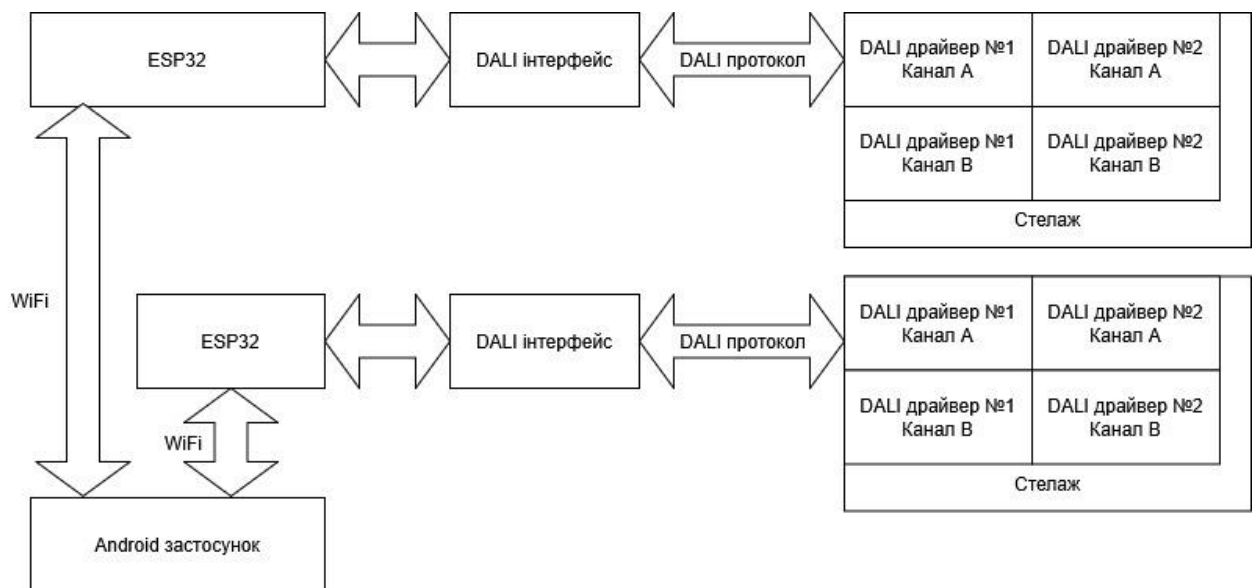 ESP32
DALI інтерфейс
DALI протокол
DALI драйвер №1
Канал A
DALI драйвер №2
Канал A
DALI драйвер №1
Канал B
DALI драйвер №2
Канал B
Стелаж
WiFi
ESP32
DALI інтерфейс
DALI протокол
DALI драйвер №1
Канал A
DALI драйвер №2
Канал A
DALI драйвер №1
Канал B
DALI драйвер №2
Канал B
Стелаж
WiFi
Android застосунок